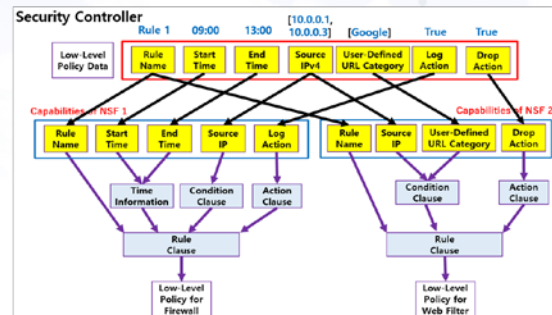 Security Controller
Rule 1
09:00
13:00
[10.0.0.1,
10.0.0.3]
[Google]
True
True
Low-Level
Policy Data
Rule
Name
Start
Time
End
Time
Source
IPv4
User-Defined
URL Category
Log
Action
Drop
Action
Capabilities of NSF 1
Capabilities of NSF 2
Rule
Name
Start
Time
End
Time
Source
IP
Log
Action
Rule
Name
Source
IP
User-Defined
URL Category
Drop
Action
Time
Information
Condition
Clause
Action
Clause
Condition
Clause
Action
Clause
Rule
Clause
Rule
Clause
Low-Level
Policy for
Firewall
Low-Level
Policy for
Web Filter